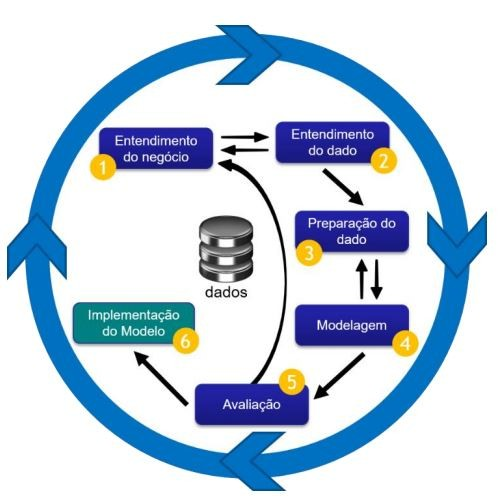 Entendimento
do negócio
1
Entendimento
do dado
2
Preparação do
dado
3
dados
Modelagem
4
Avaliação
5
Implementação
do Modelo
6